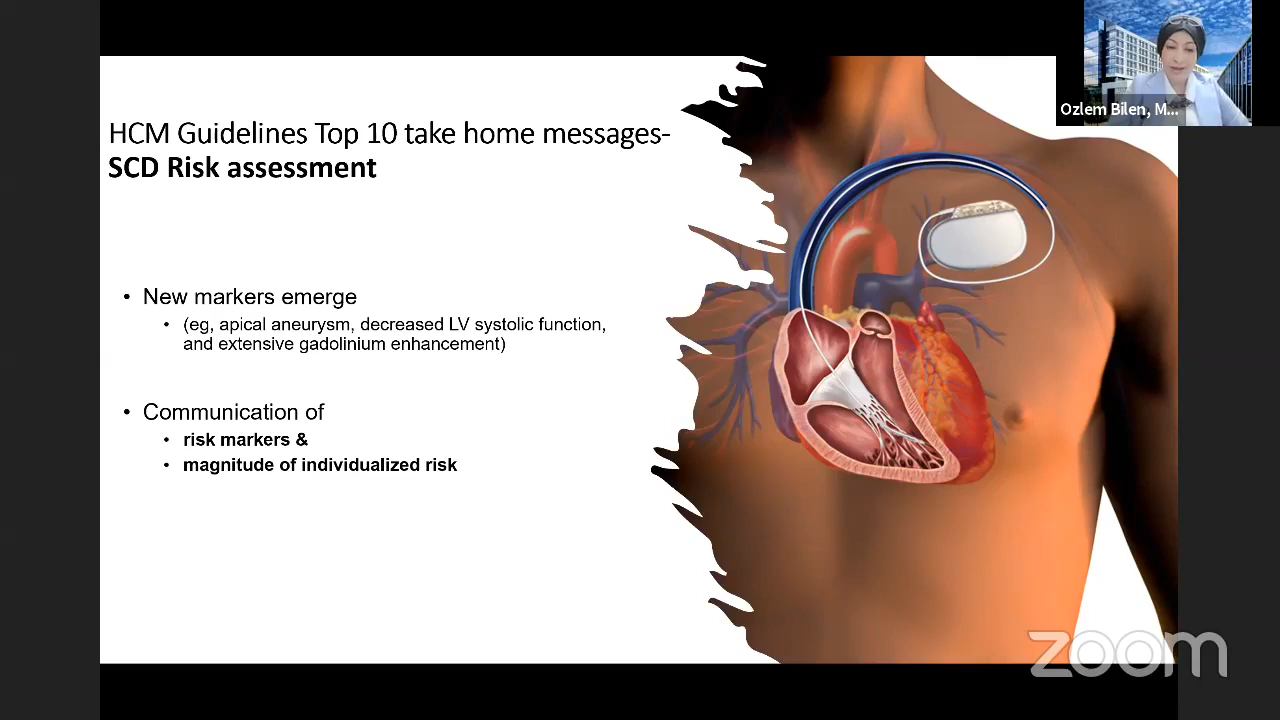 Ozlem Bilen, M...
HCM Guidelines Top 10 take home messages-
SCD Risk assessment
• New markers emerge
• (eg, apical aneurysm, decreased LV systolic function,
and extensive gadolinium enhancement)
• Communication of
• risk markers &
• magnitude of individualized risk
zoom